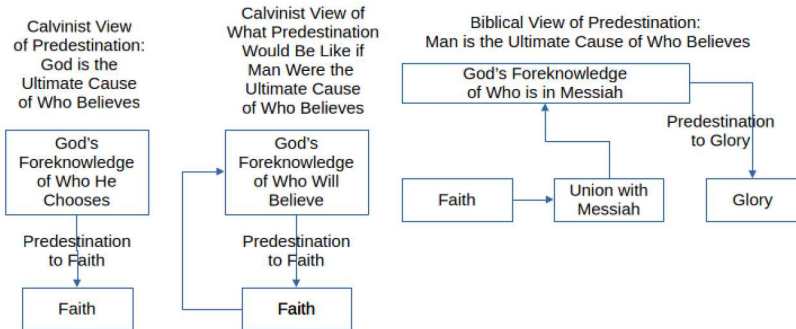 Calvinist View
of Predestination:
God is the
Ultimate Cause
of Who Believes
God's
Foreknowledge
of Who He
Chooses
Predestination
to Faith
Faith
Calvinist View of
What Predestination
Would Be Like if
Man Were the
Ultimate Cause
of Who Believes
God's
Foreknowledge
of Who Will
Believe
Predestination
to Faith
Faith
Biblical View of Predestination:
Man is the Ultimate Cause of Who Believes
God's Foreknowledge
of Who is in Messiah
Predestination
to Glory
Faith
Union with
Messiah
Glory